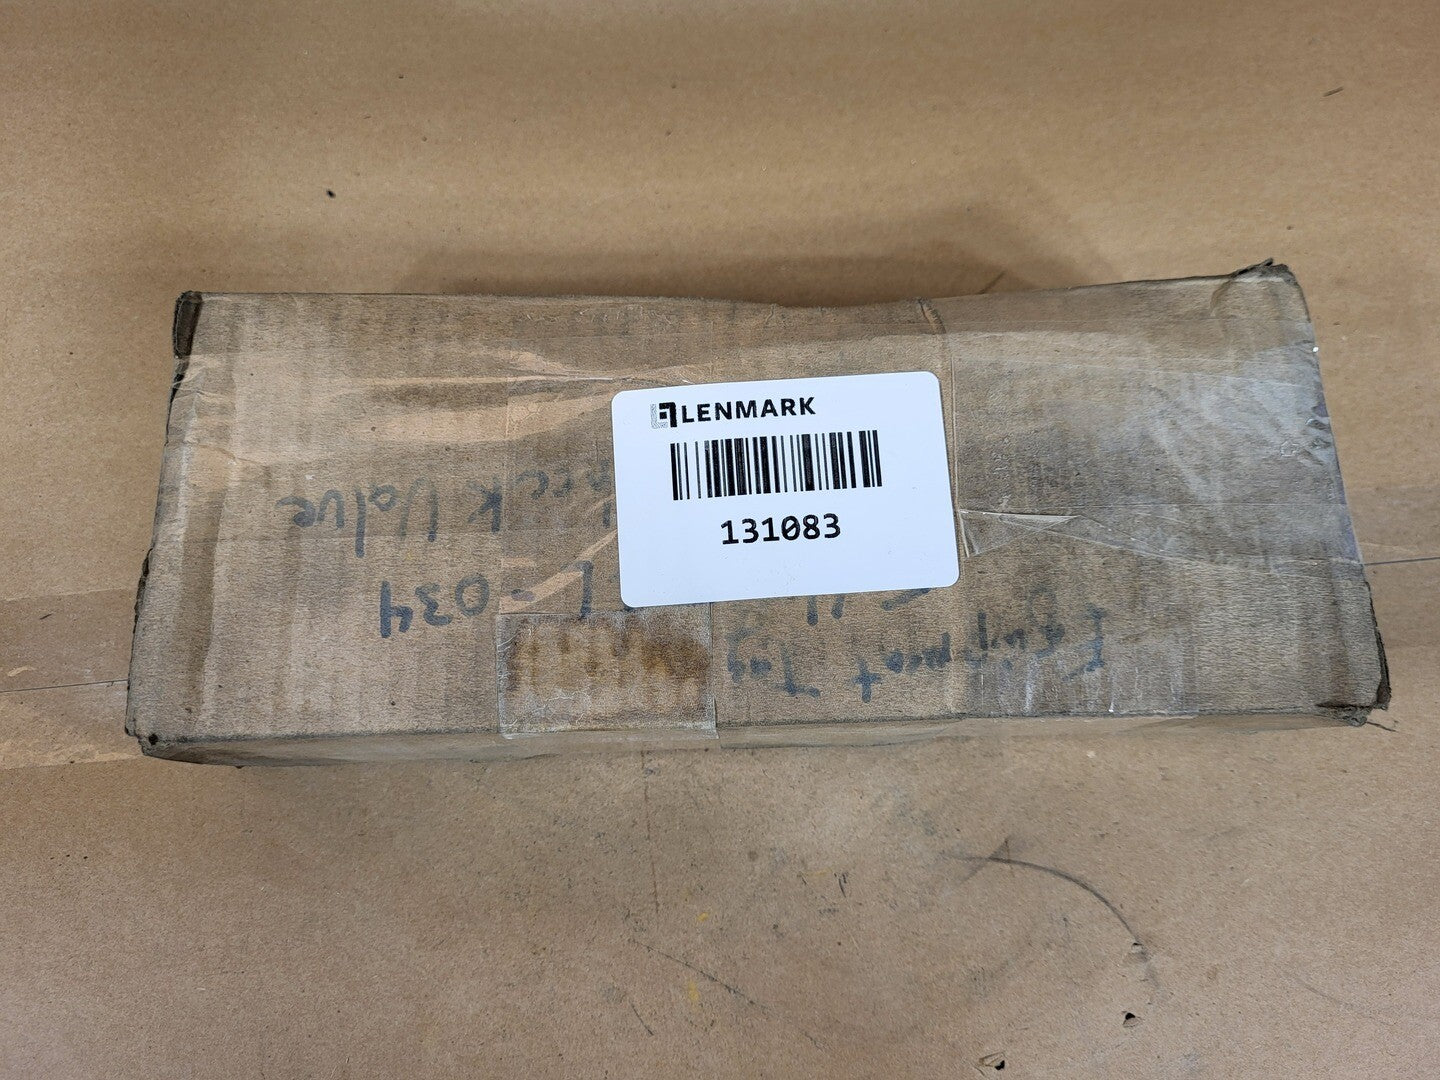 LENMARK
131083
Equipment Tag
034
Valve